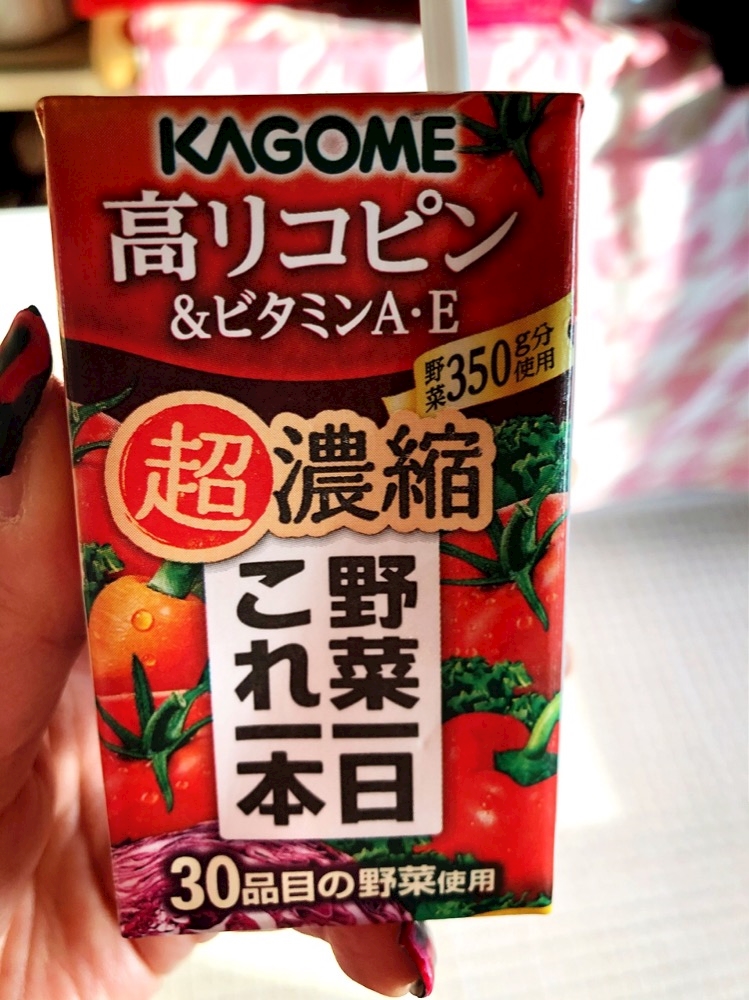 KAGOME
高リコピン
&ビタミンA・E
野菜350g分使用
超濃縮
野菜一日
これ一本
30品目の野菜使用